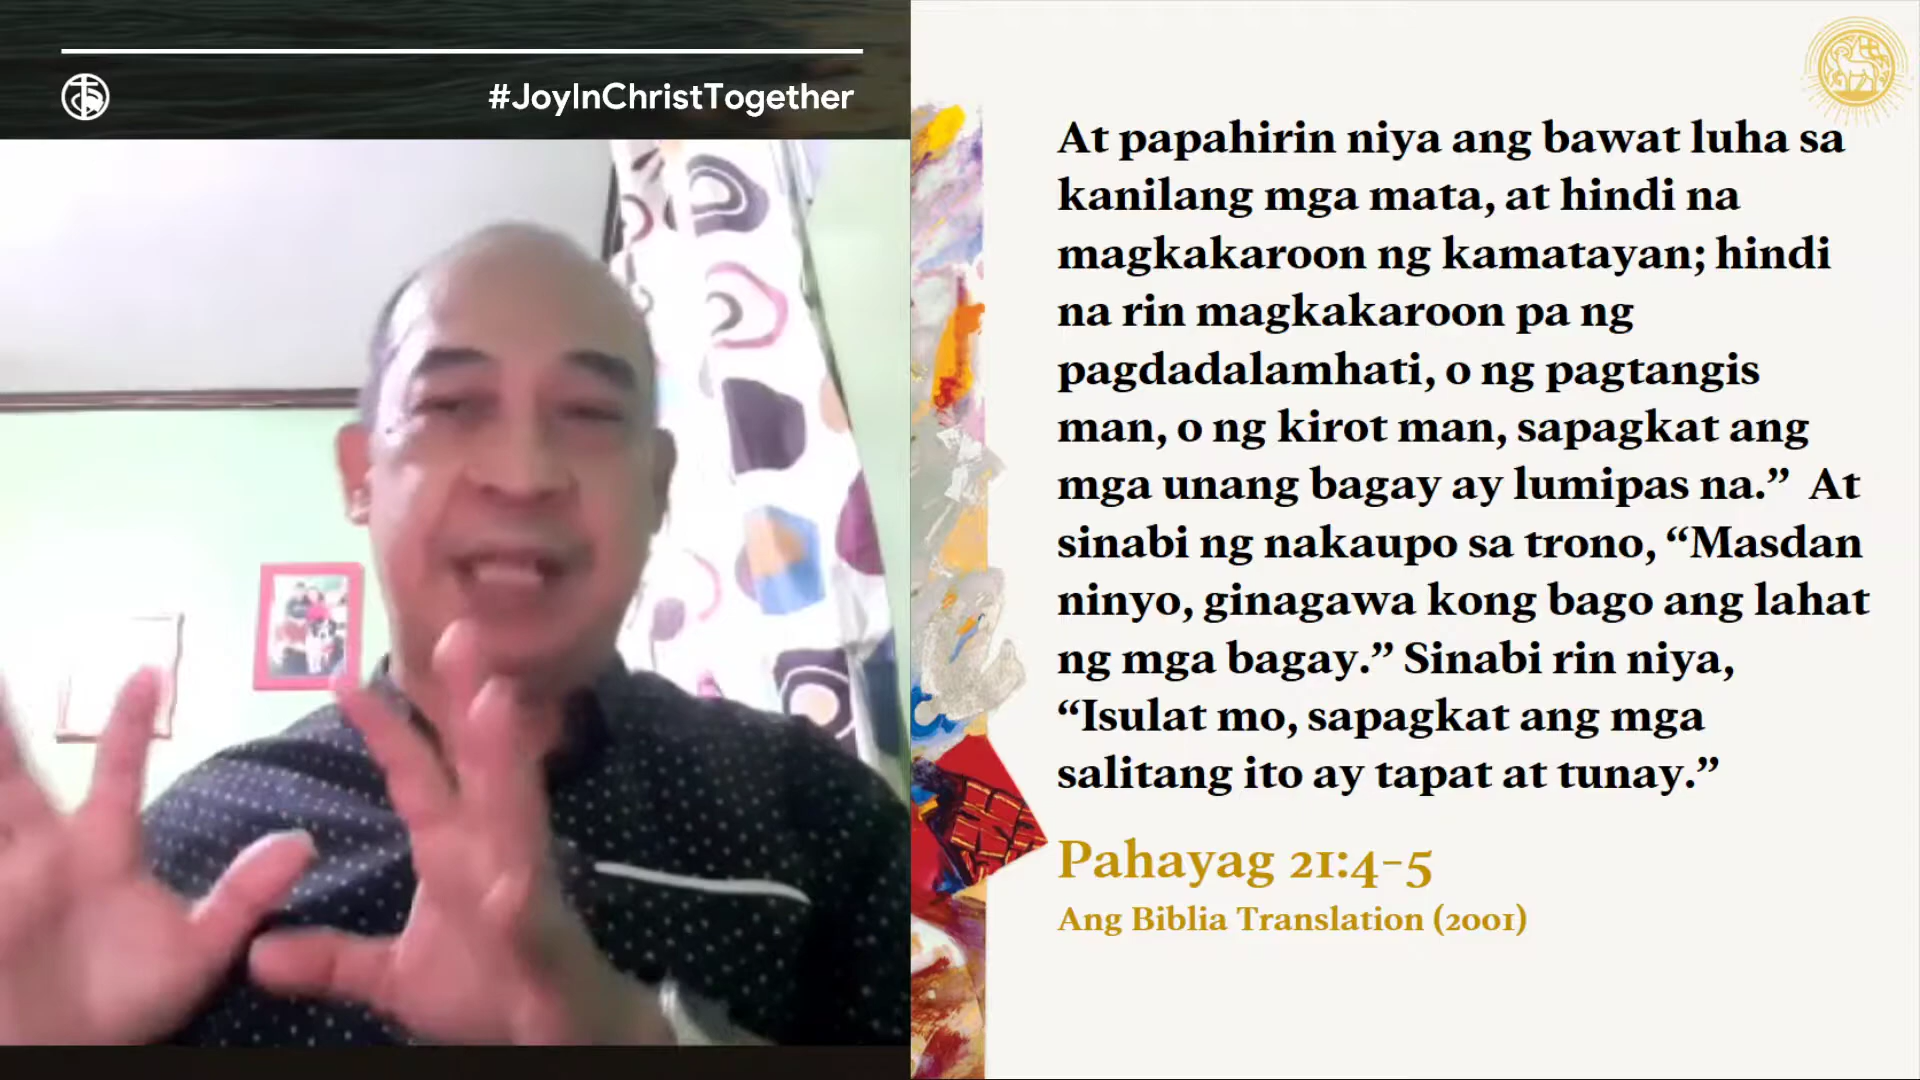 #JoyInChristTogether
At papahirin niya ang bawat luha sa
kanilang mga mata, at hindi na
magkakaroon ng kamatayan; hindi
na rin magkakaroon pa ng
pagdadalamhati, o ng pagtangis
man, o ng kirot man, sapagkat ang
mga unang bagay ay lumipas na.” At
sinabi ng nakaupo sa trono, “Masdan
ninyo, ginagawa kong bago ang lahat
ng mga bagay.” Sinabi rin niya,
“Isulat mo, sapagkat ang mga
salitang ito ay tapat at tunay.”
Pahayag 21:4-5
Ang Biblia Translation (2001)